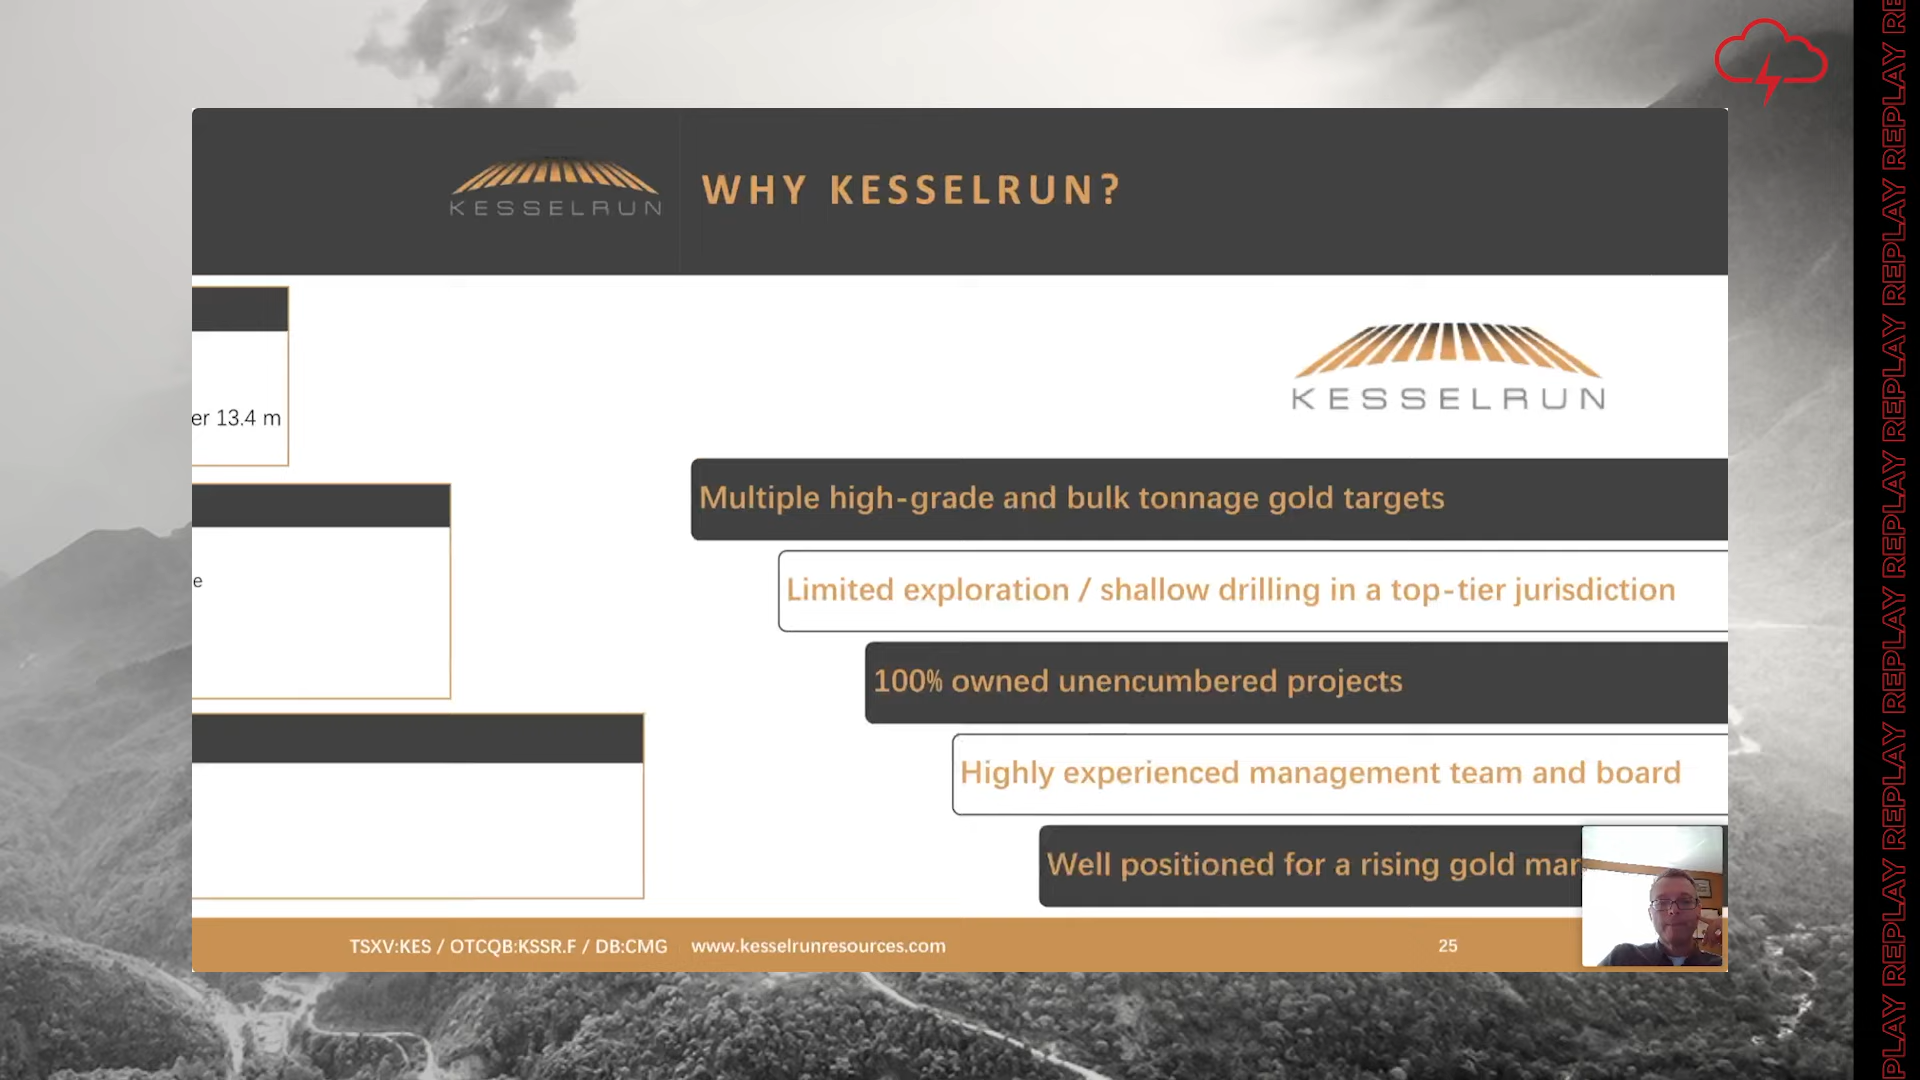 KESSELRUN
WHY KESSELRUN?
KESSELRUN
er 13.4 m
e
Multiple high-grade and bulk tonnage gold targets
Limited exploration / shallow drilling in a top-tier jurisdiction
100% owned unencumbered projects
Highly experienced management team and board
Well positioned for a rising gold mar
TSXV:KES / OTCQB:KSSR.F / DB:CMG www.kesselrunresources.com 25
PLAY REPLAY REPLAY REPLAY REPLAY REPLAY REPLAY REPLAY RE